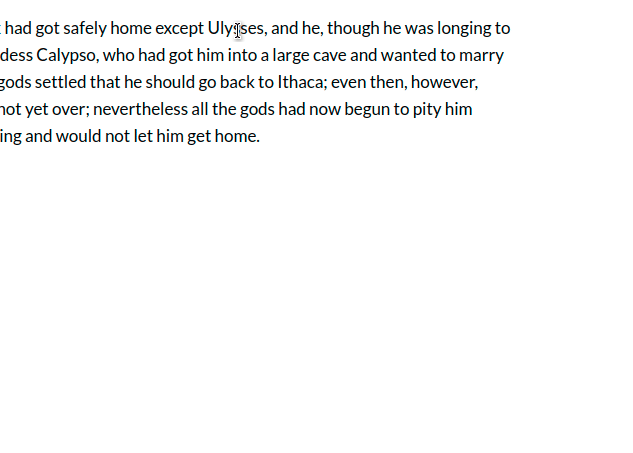 had got safely home except Ulysses, and he, though he was longing to
dess Calypso, who had got him into a large cave and wanted to marry
gods settled that he should go back to Ithaca; even then, however,
not yet over; nevertheless all the gods had now begun to pity him
ing and would not let him get home.